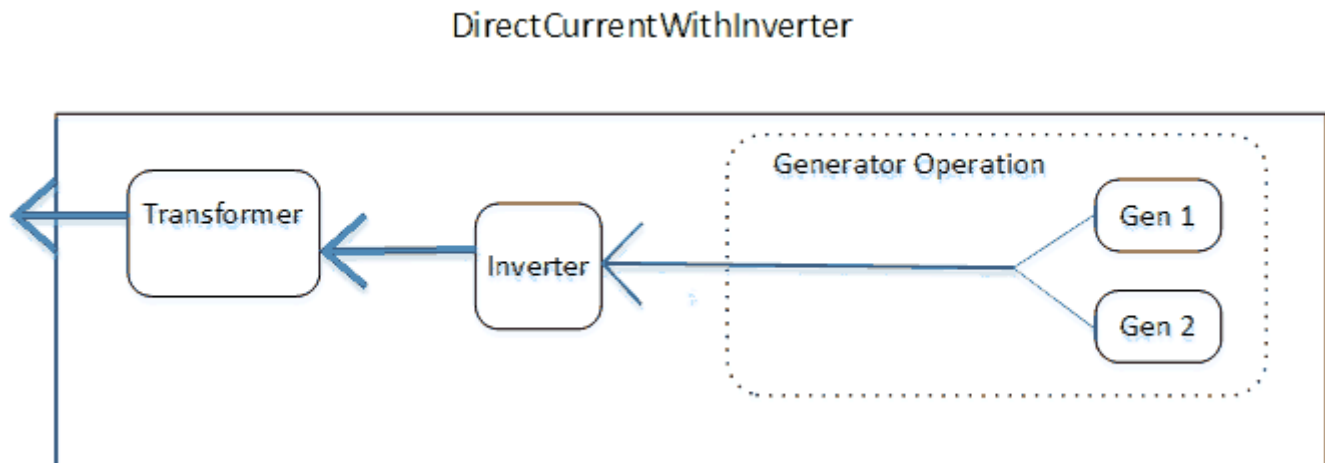 DirectCurrentWithInverter
Generator Operation
Transformer
Gen 1
Inverter
Gen 2